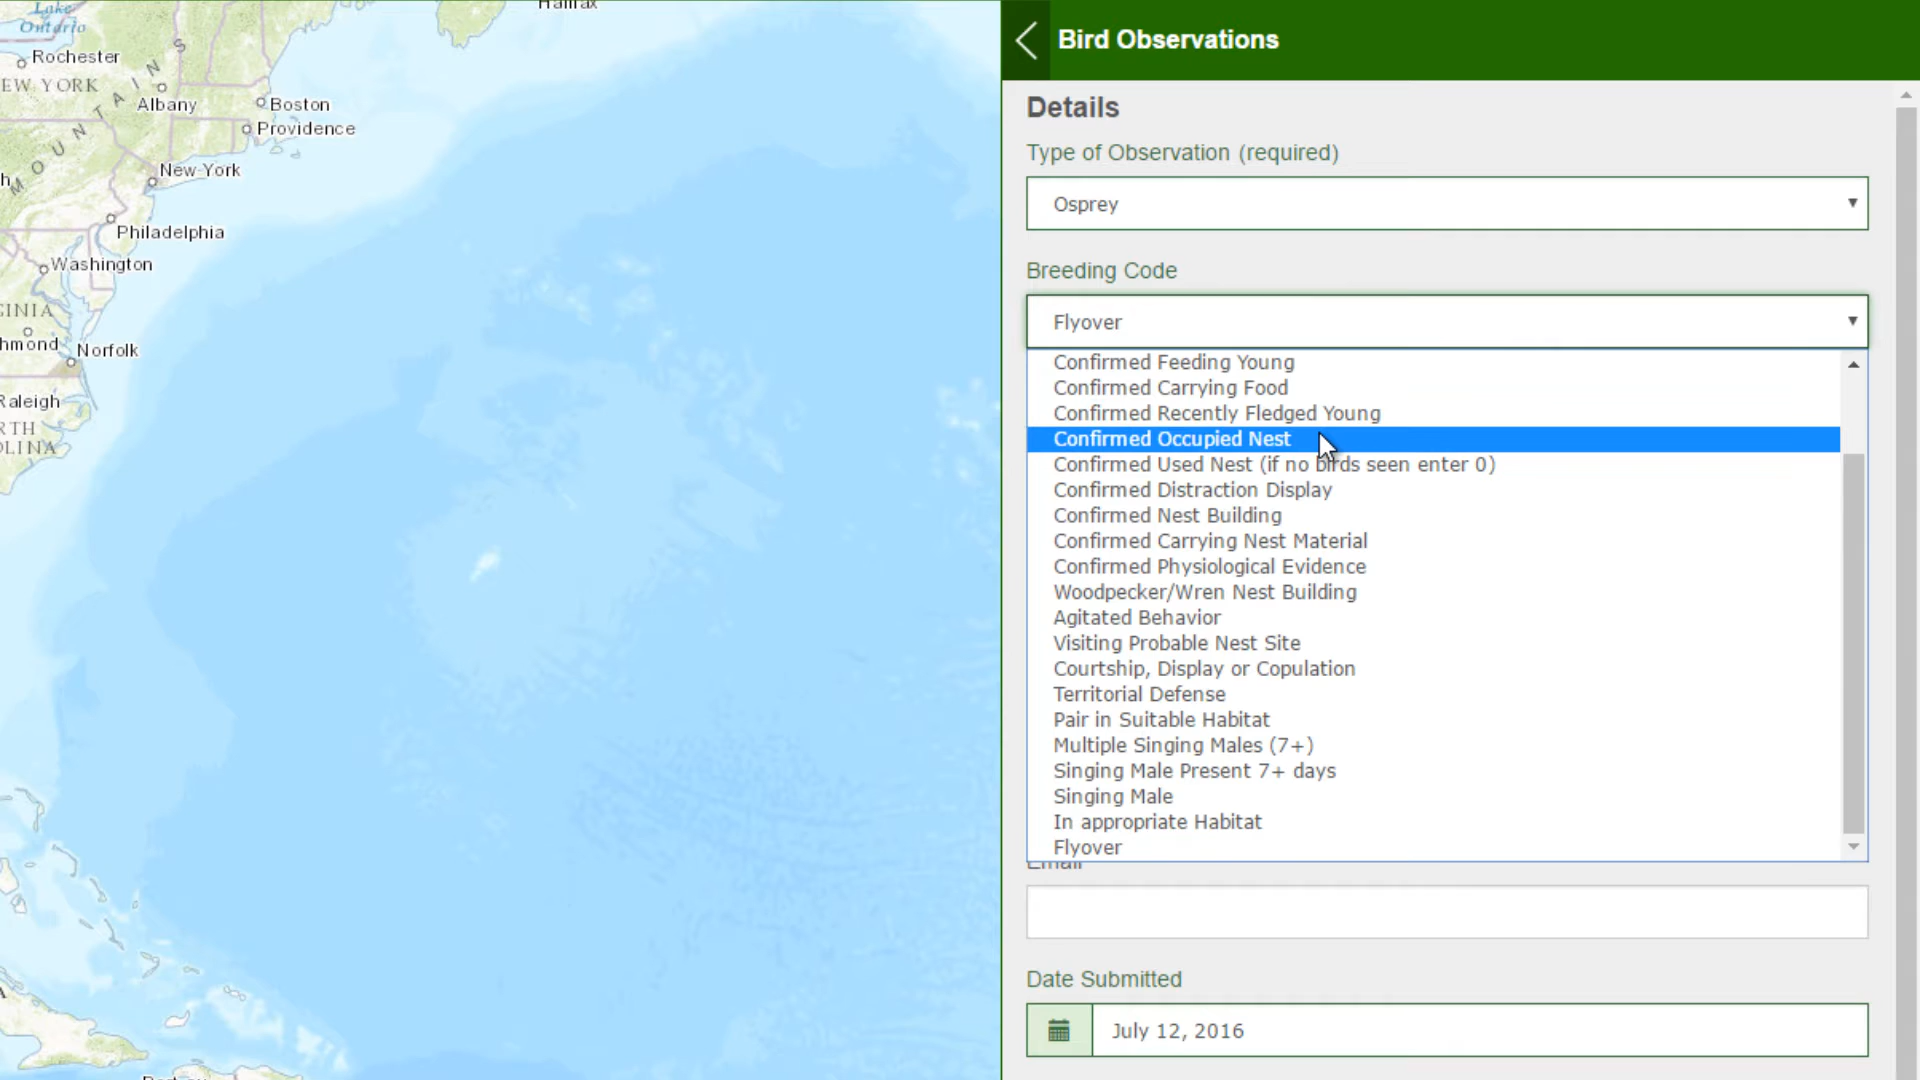 Halifax
Lake
Ontario
Rochester
EW YORK
Albany
Boston
Providence
MOUNTAINS
New York
Philadelphia
Washington
GINIA
hmond
Norfolk
Raleigh
RTH
OLINA
Bird Observations
Details
Type of Observation (required)
Osprey
Breeding Code
Flyover
Confirmed Feeding Young
Confirmed Carrying Food
Confirmed Recently Fledged Young
Confirmed Occupied Nest
Confirmed Used Nest (if no birds seen enter 0)
Confirmed Distraction Display
Confirmed Nest Building
Confirmed Carrying Nest Material
Confirmed Physiological Evidence
Woodpecker/Wren Nest Building
Agitated Behavior
Visiting Probable Nest Site
Courtship, Display or Copulation
Territorial Defense
Pair in Suitable Habitat
Multiple Singing Males (7+)
Singing Male Present 7+ days
Singing Male
In appropriate Habitat
Flyover
Email
Date Submitted
July 12, 2016